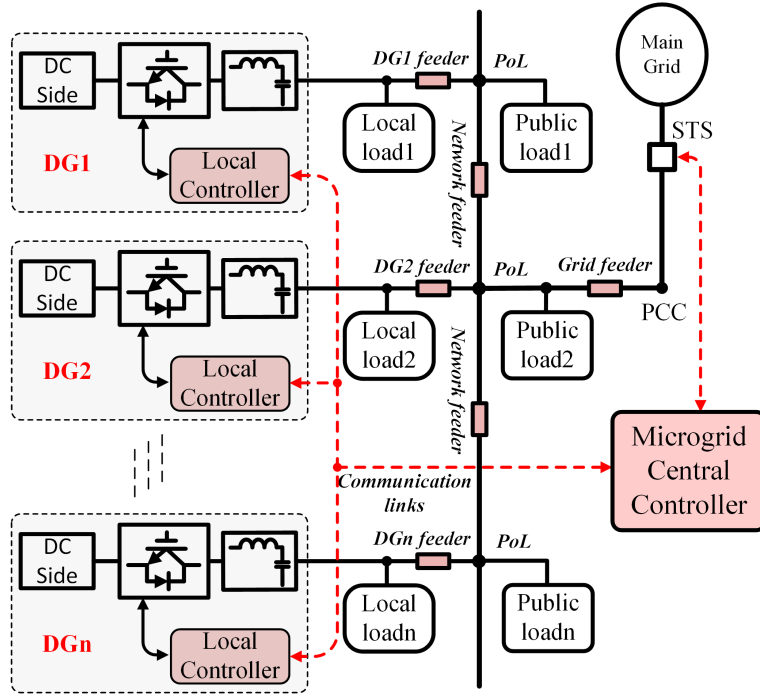 DC
Side
DG1
Local
Controller
DG1 feeder
PoL
Local
load1
Public
load1
Network feeder
Main
Grid
STS
DC
Side
DG2
Local
Controller
DG2 feeder
PoL
Grid feeder
Local
load2
Public
load2
PCC
Network feeder
Microgrid
Central
Controller
Communication
links
DC
Side
DGn
Local
Controller
DGn feeder
PoL
Local
loadn
Public
loadn